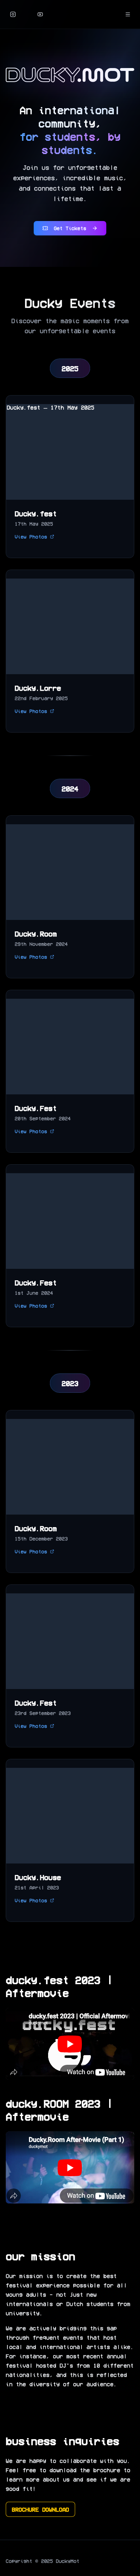 DUCKY.MOT
An international
community,
for students, by
students.
Join us for unforgettable
experiences, incredible music,
and connections that last a
lifetime.
Get Tickets
Ducky Events
Discover the magic moments from
our unforgettable events
2025
Ducky.fest – 17th May 2025
Ducky.fest
17th May 2025
View Photos
Ducky.Lorre
22nd February 2025
View Photos
2024
Ducky.Room
29th November 2024
View Photos
Ducky.Fest
20th September 2024
View Photos
Ducky.Fest
1st June 2024
View Photos
2023
Ducky.Room
15th December 2023
View Photos
Ducky.Fest
23rd September 2023
View Photos
Ducky.House
21st April 2023
View Photos
ducky.fest 2023 |
Aftermovie
ducky.fest 2023 | Official Aftermov
ducky.fest
Watch on YouTube
ducky.ROOM 2023 |
Aftermovie
Ducky.Room After-Movie (Part 1)
duckymot
Watch on YouTube
our mission
Our mission is to create the best
festival experience possible for all
young adults - not just new
internationals or Dutch students from
university.
We are actively bridging this gap
through frequent events that host
local and international artists alike.
For instance, our most recent annual
festival hosted DJ's from 10 different
nationalities, and this is reflected
in the diversity of our audience.
business inquiries
We are happy to collaborate with you.
Feel free to download the brochure to
learn more about us and see if we are
good fit!
BROCHURE DOWNLOAD
Copyright © 2025 DuckyMot